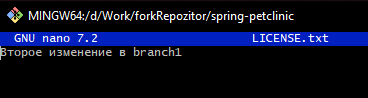 MINGW64:/d/Work/forkRepozitor/spring-petclinic
GNU nano 7.2 LICENSE.txt
Второе изменение в branch1